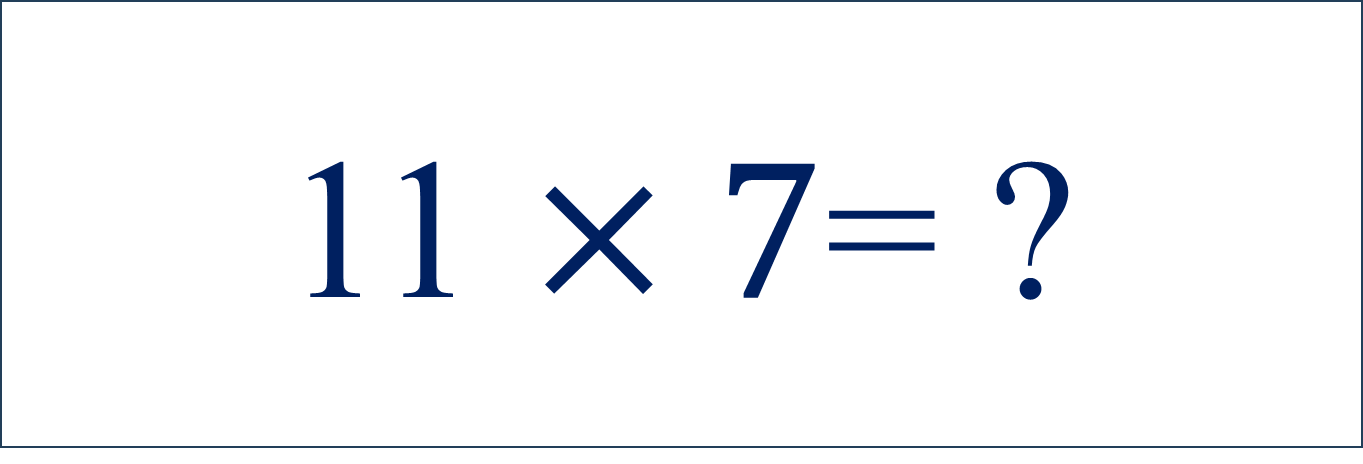 11 × 7= ?